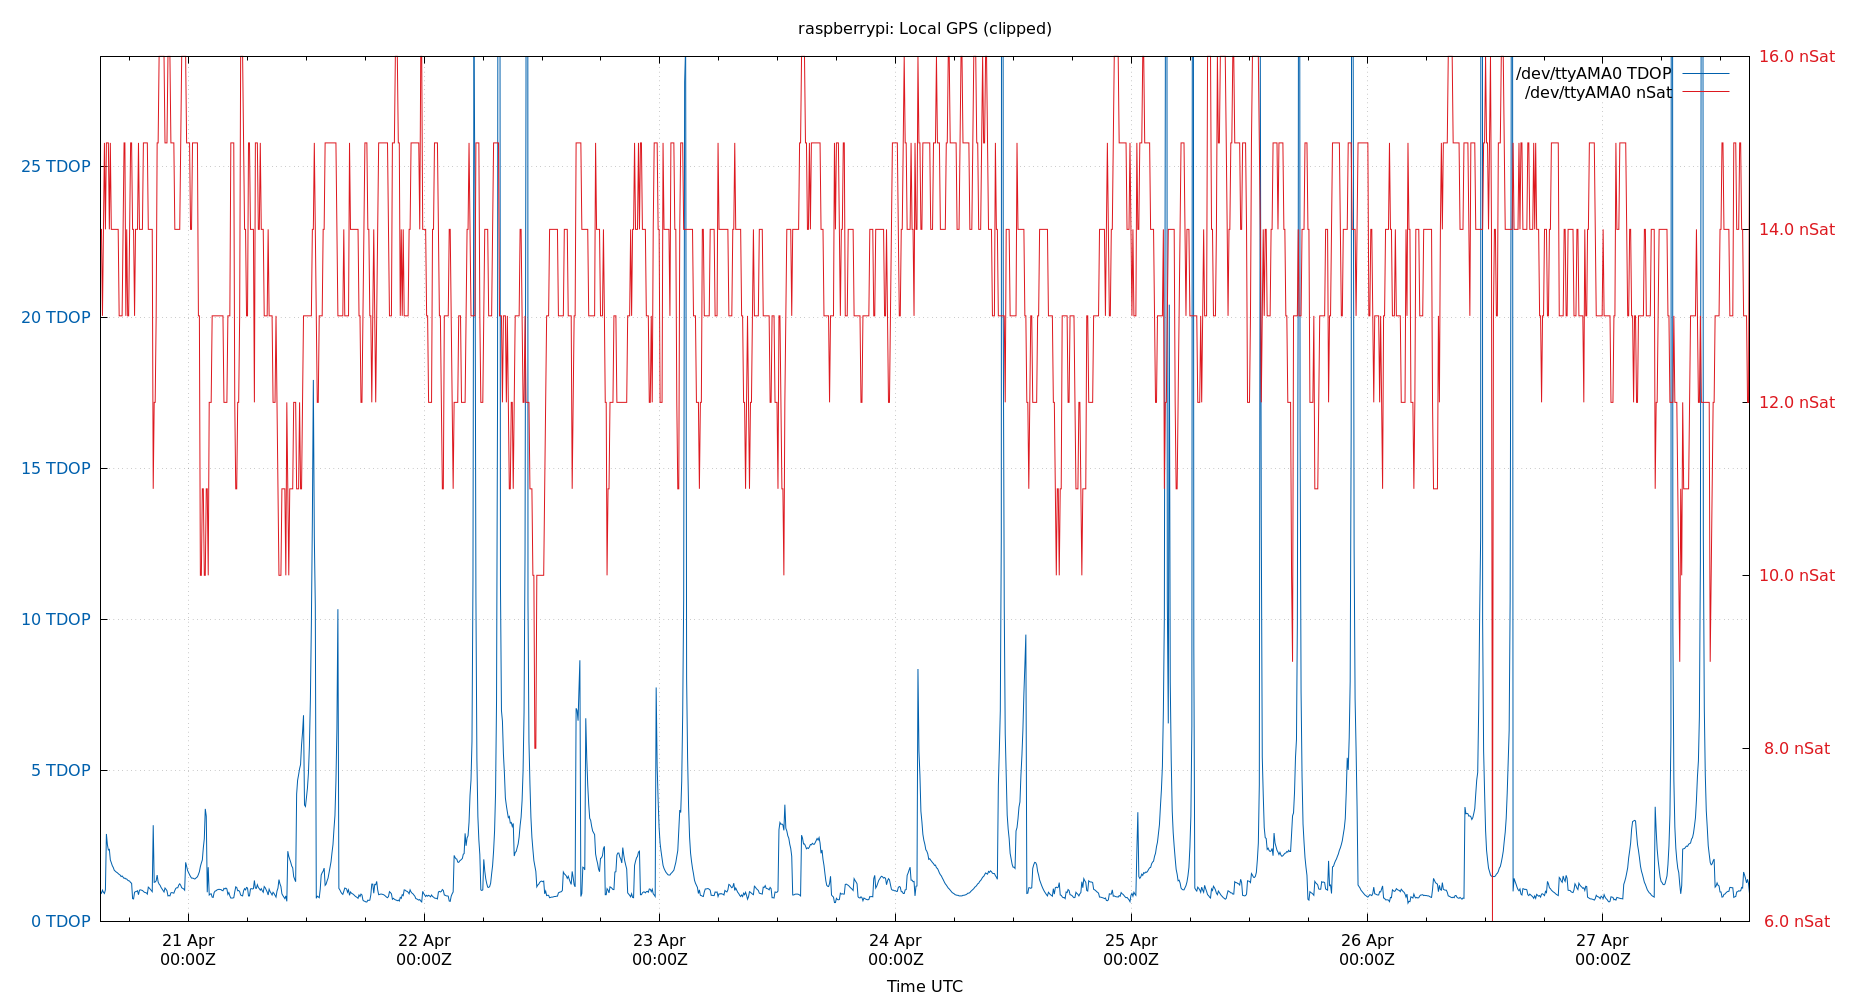 raspberrypi: Local GPS (clipped)
/dev/ttyAMA0 TDOP
/dev/ttyAMA0 nSat
25 TDOP
20 TDOP
15 TDOP
10 TDOP
5 TDOP
0 TDOP
16.0 nSat
14.0 nSat
12.0 nSat
10.0 nSat
8.0 nSat
6.0 nSat
21 Apr
00:00Z
22 Apr
00:00Z
23 Apr
00:00Z
24 Apr
00:00Z
25 Apr
00:00Z
26 Apr
00:00Z
27 Apr
00:00Z
Time UTC